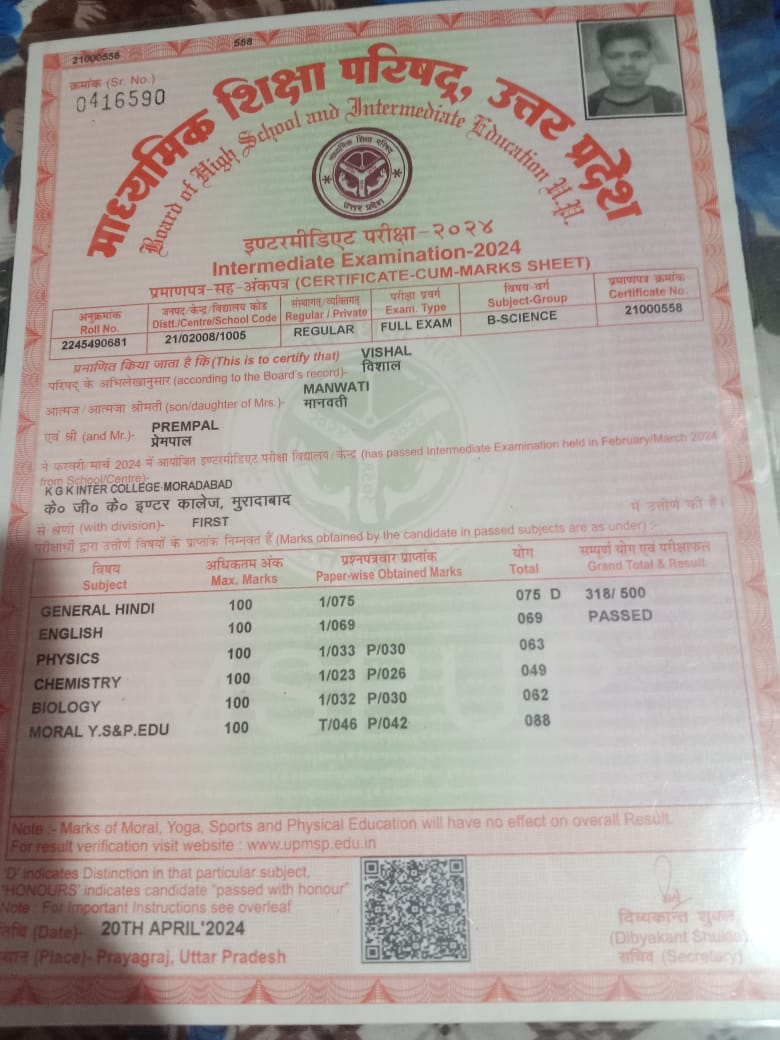 21000558
558
क्रमांक (Sr. No.)
0416590
माध्यमिक शिक्षा परिषद्, उत्तर प्रदेश
Board of High School and Intermediate Education U.P.
माध्यमिक शिक्षा परिषद्
उत्तर प्रदेश
इण्टरमीडिएट परीक्षा-२०२४
Intermediate Examination-2024
प्रमाणपत्र-सह-अंकपत्र (CERTIFICATE-CUM-MARKS SHEET)
अनुक्रमांक जनपद/केन्द्र/विद्यालय कोड संस्थागत/व्यक्तिगत परीक्षा प्रवर्ग विषय-वर्ग प्रमाणपत्र क्रमांक
Roll No. Distt./Centre/School Code Regular / Private Exam. Type Subject-Group Certificate No.
2245490681 21/02008/1005 REGULAR FULL EXAM B-SCIENCE 21000558
प्रमाणित किया जाता है कि (This is to certify that) VISHAL
परिषद के अभिलेखानुसार (according to the Board's record)- विशाल
MANWATI
आत्मज/आत्मजा श्रीमती (son/daughter of Mrs.)- मानवती
PREMPAL
एवं श्री (and Mr.)- प्रेमपाल
ने फरवरी/मार्च 2024 में आयोजित इण्टरमीडिएट परीक्षा विद्यालय/केन्द्र (has passed Intermediate Examination held in February/March 2024
from School/Centre)-
K G K INTER COLLEGE MORADABAD
के० जी० के० इण्टर कालेज, मुरादाबाद में उत्तीर्ण की है।
से श्रेणी (with division)- FIRST
परीक्षार्थी द्वारा उत्तीर्ण विषयों के प्राप्तांक निम्नवत हैं (Marks obtained by the candidate in passed subjects are as under) :-
विषय अधिकतम अंक प्रश्नपत्रवार प्राप्तांक योग सम्पूर्ण योग एवं परीक्षाफल
Subject Max. Marks Paper-wise Obtained Marks Total Grand Total & Result
GENERAL HINDI 100 1/075 075 D 318/ 500
ENGLISH 100 1/069 069 PASSED
PHYSICS 100 1/033 P/030 063
CHEMISTRY 100 1/023 P/026 049
BIOLOGY 100 1/032 P/030 062
MORAL Y.S&P.EDU 100 T/046 P/042 088
Note :- Marks of Moral, Yoga, Sports and Physical Education will have no effect on overall Result.
For result verification visit website : www.upmsp.edu.in
'D' indicates Distinction in that particular subject,
'HONOURS' indicates candidate "passed with honour"
Note : For Important Instructions see overleaf
तिथि (Date)- 20TH APRIL'2024
स्थान (Place)- Prayagraj, Uttar Pradesh
दिव्यकान्त शुक्ल
(Dibyakant Shukla)
सचिव (Secretary)